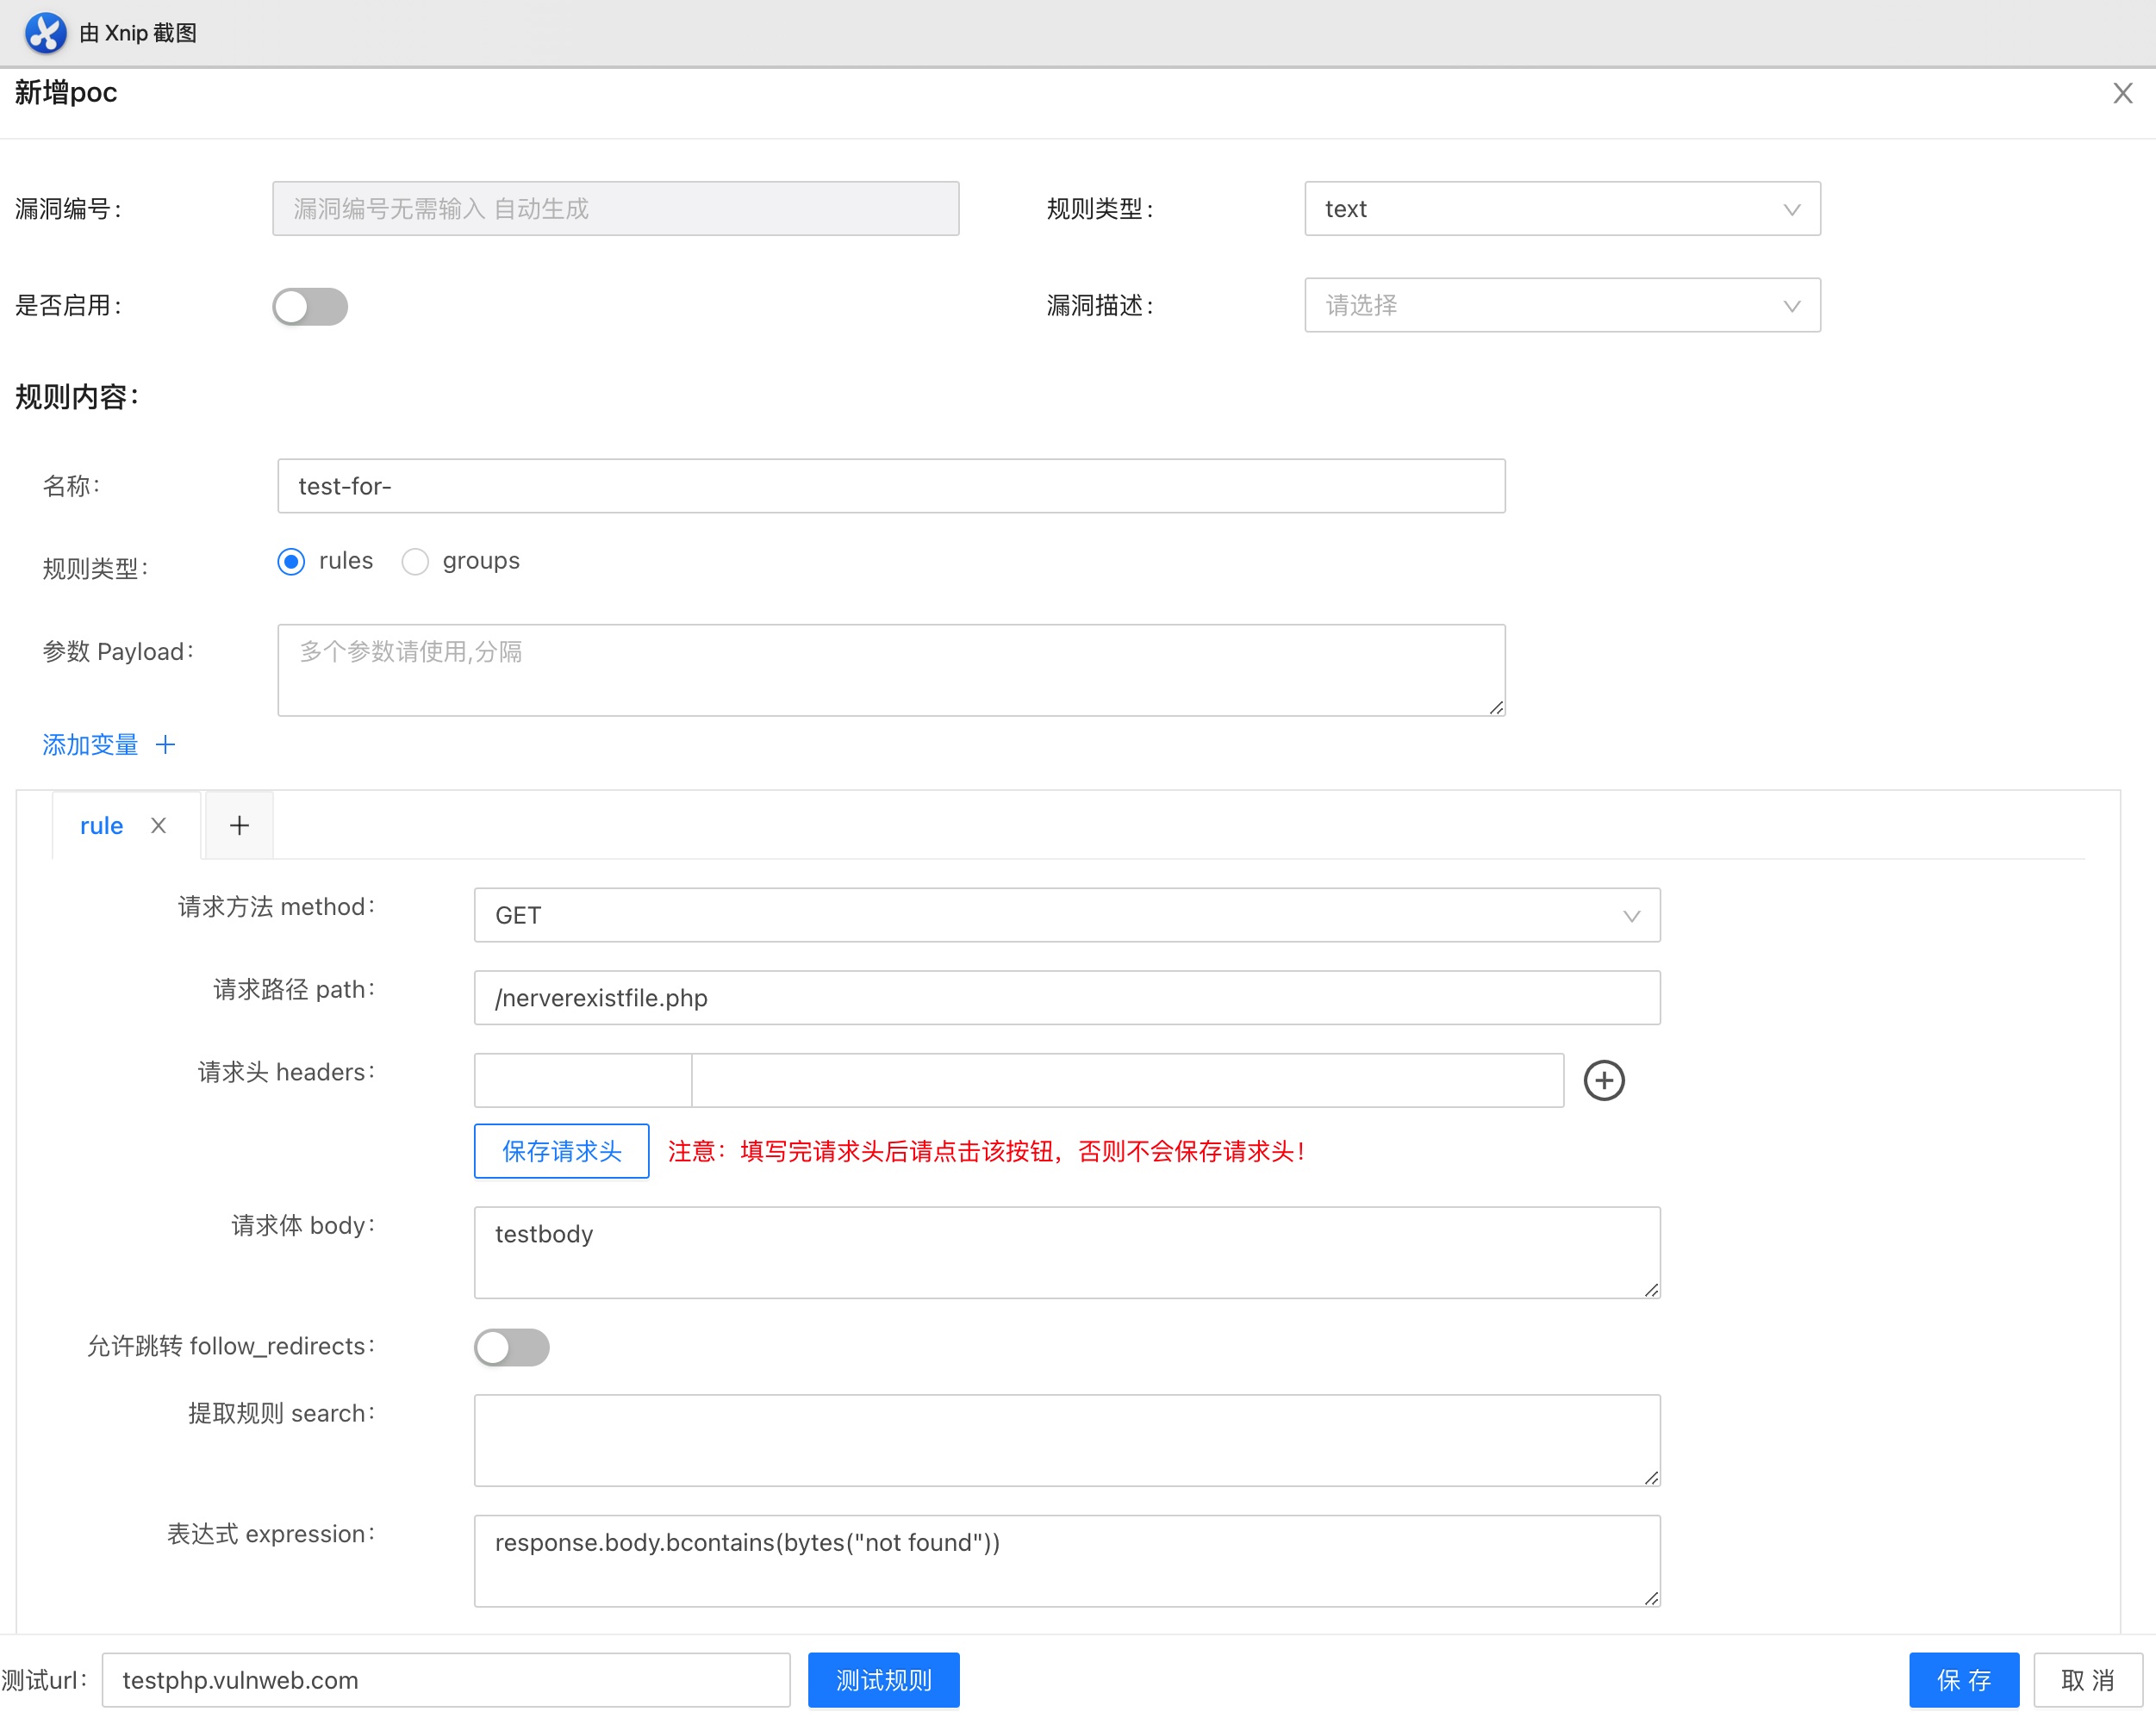 由 Xnip 截图
新增poc
漏洞编号： 漏洞编号无需输入 自动生成 规则类型： text
是否启用： 漏洞描述： 请选择
规则内容：
名称： test-for-
规则类型： rules groups
参数 Payload： 多个参数请使用,分隔
添加变量 +
rule X +
请求方法 method： GET
请求路径 path： /nerverexistfile.php
请求头 headers：
保存请求头 注意：填写完请求头后请点击该按钮，否则不会保存请求头！
请求体 body： testbody
允许跳转 follow_redirects：
提取规则 search：
表达式 expression： response.body.bcontains(bytes("not found"))
测试url： testphp.vulnweb.com 测试规则 保 存 取 消